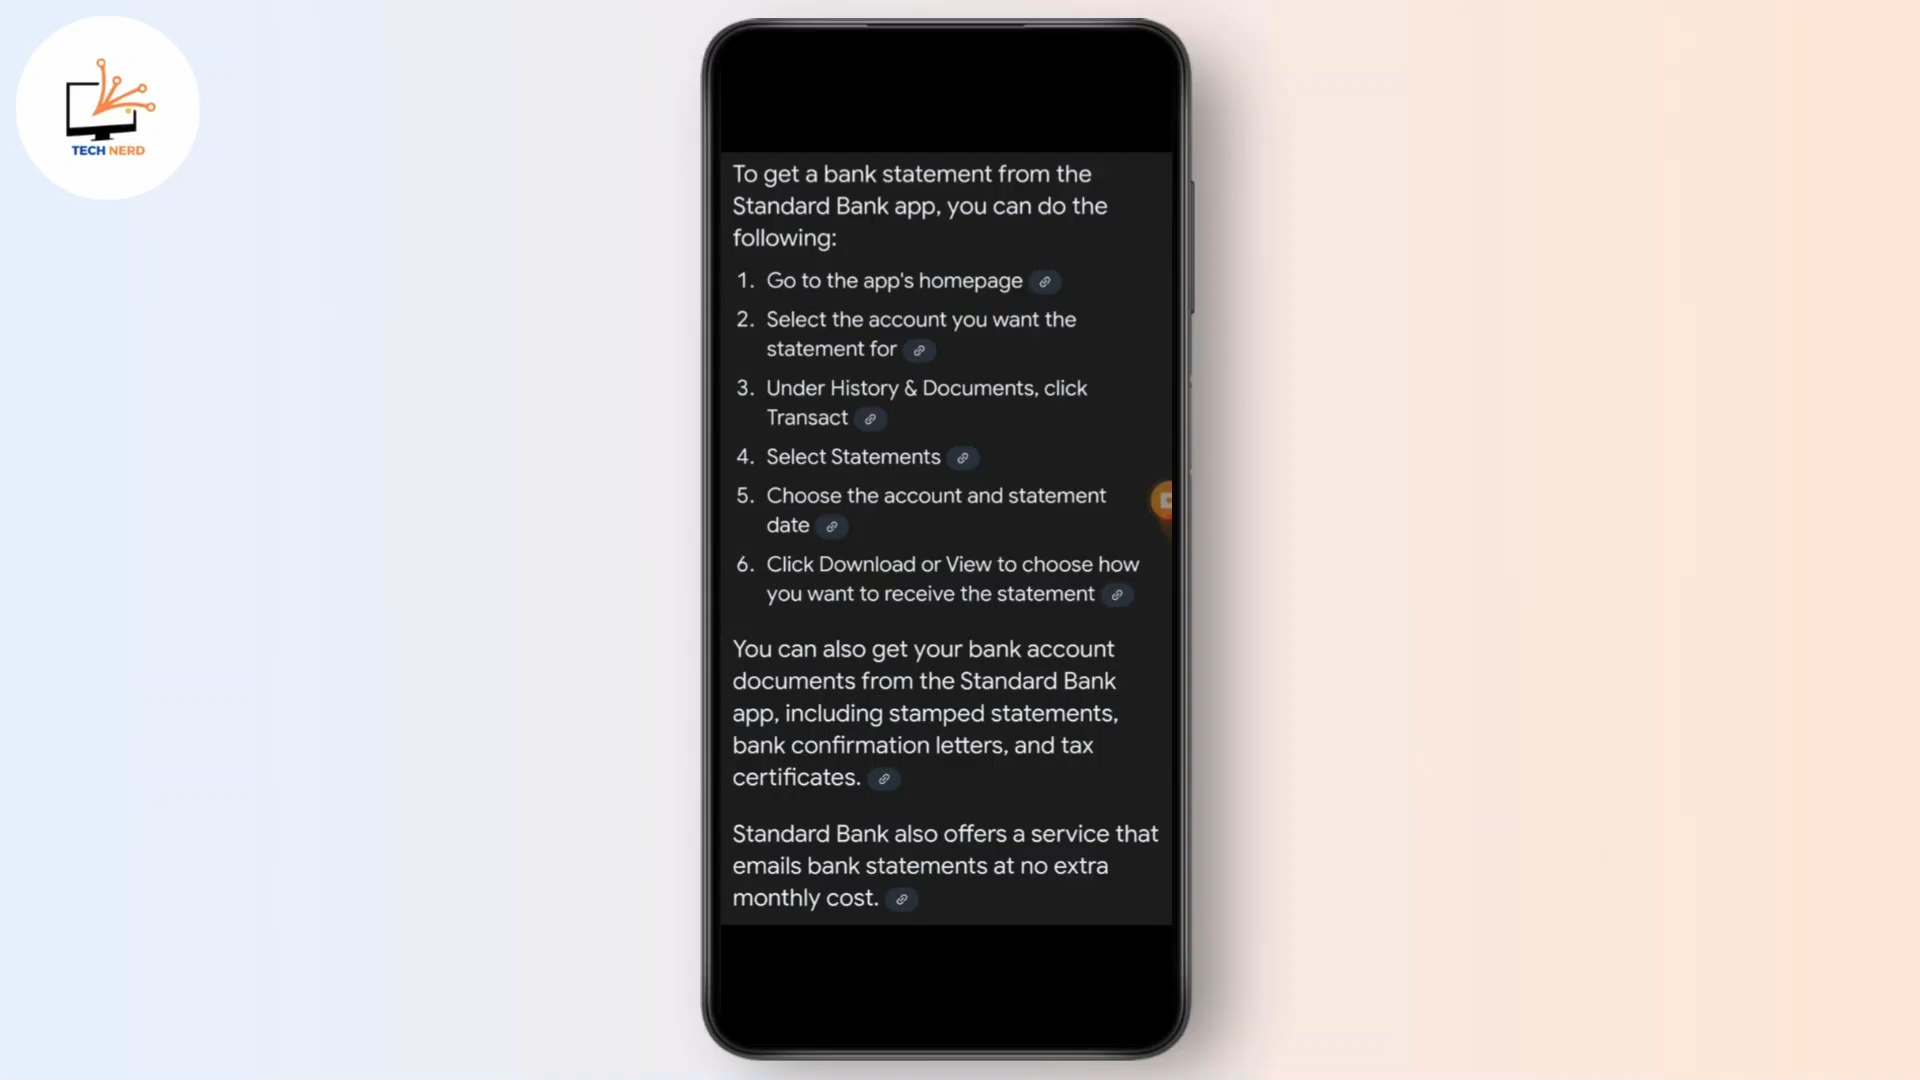 TECH NERD
To get a bank statement from the
Standard Bank app, you can do the
following:
1. Go to the app's homepage
2. Select the account you want the
statement for
3. Under History & Documents, click
Transact
4. Select Statements
5. Choose the account and statement
date
6. Click Download or View to choose how
you want to receive the statement
You can also get your bank account
documents from the Standard Bank
app, including stamped statements,
bank confirmation letters, and tax
certificates.
Standard Bank also offers a service that
emails bank statements at no extra
monthly cost.